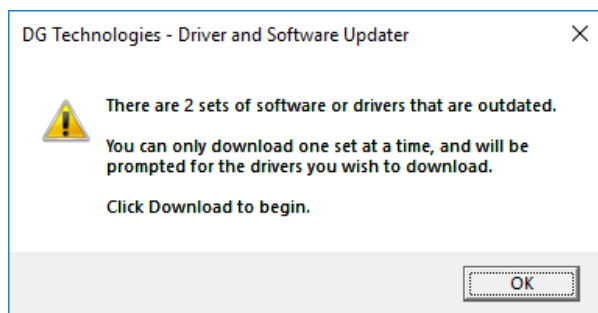 DG Technologies - Driver and Software Updater
There are 2 sets of software or drivers that are outdated.
You can only download one set at a time, and will be
prompted for the drivers you wish to download.
Click Download to begin.
OK